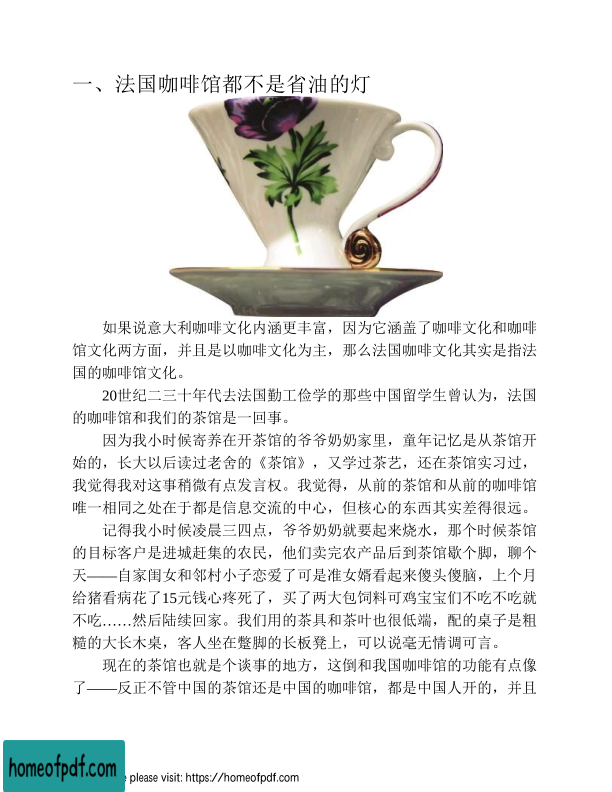 一、法国咖啡馆都不是省油的灯
如果说意大利咖啡文化内涵更丰富，因为它涵盖了咖啡文化和咖啡
馆文化两方面，并且是以咖啡文化为主，那么法国咖啡文化其实是指法
国的咖啡馆文化。
20世纪二三十年代去法国勤工俭学的那些中国留学生曾认为，法国
的咖啡馆和我们的茶馆是一回事。
因为我小时候寄养在开茶馆的爷爷奶奶家里，童年记忆是从茶馆开
始的，长大以后读过老舍的《茶馆》，又学过茶艺，还在茶馆实习过，
我觉得我对这事稍微有点发言权。我觉得，从前的茶馆和从前的咖啡馆
唯一相同之处在于都是信息交流的中心，但核心的东西其实差得很远。
记得我小时候凌晨三四点，爷爷奶奶就要起来烧水，那个时候茶馆
的目标客户是进城赶集的农民，他们卖完农产品后到茶馆歇个脚，聊个
天——自家闺女和邻村小子恋爱了可是准女婿看起来傻头傻脑，上个月
给猪看病花了15元钱心疼死了，买了两大包饲料可鸡宝宝们不吃不吃就
不吃……然后陆续回家。我们用的茶具和茶叶也很低端，配的桌子是粗
糙的大长木桌，客人坐在蹩脚的长板凳上，可以说毫无情调可言。
现在的茶馆也就是个谈事的地方，这倒和我国咖啡馆的功能有点像
了——反正不管中国的茶馆还是中国的咖啡馆，都是中国人开的，并且
homeofpdf.com
e please visit: https://homeofpdf.com